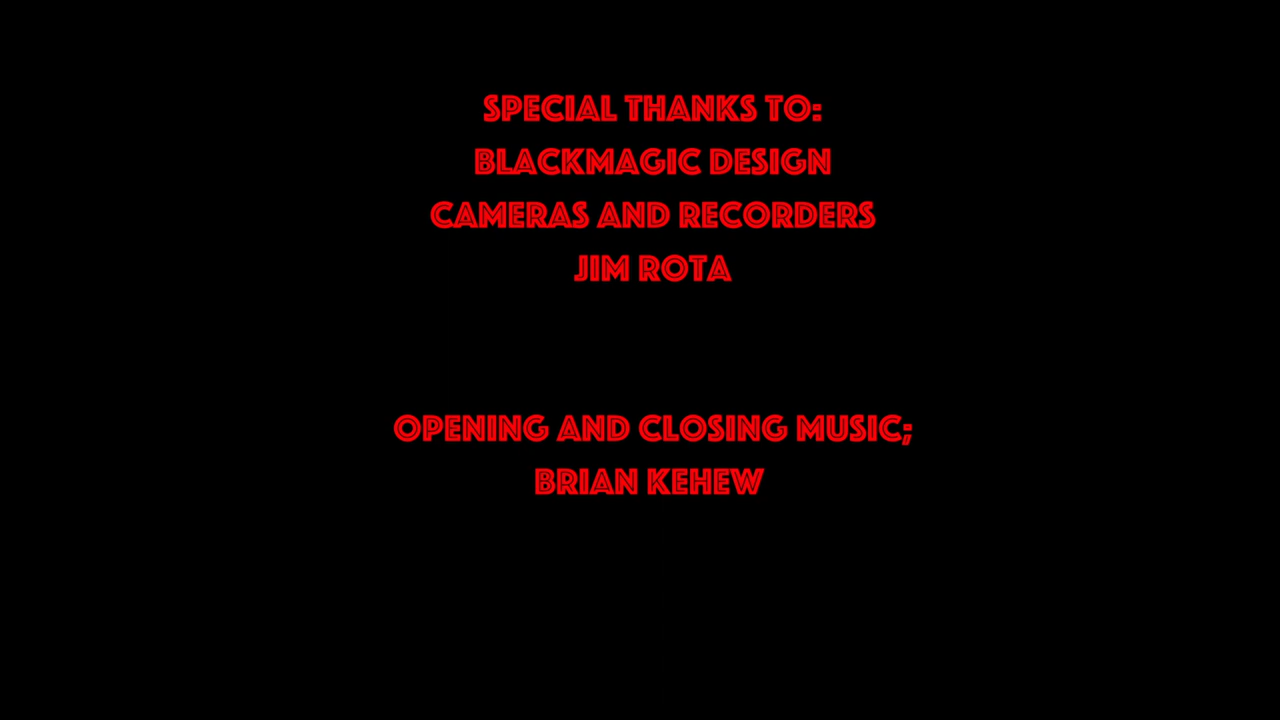 SPECIAL THANKS TO:
BLACKMAGIC DESIGN
CAMERAS AND RECORDERS
JIM ROTA
OPENING AND CLOSING MUSIC;
BRIAN KEHEW